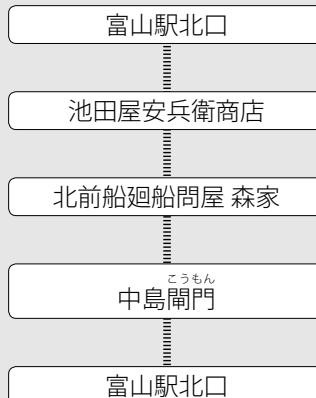 富山駅北口
池田屋安兵衛商店
北前船廻船問屋 森家
こうもん
中島閘門
富山駅北口